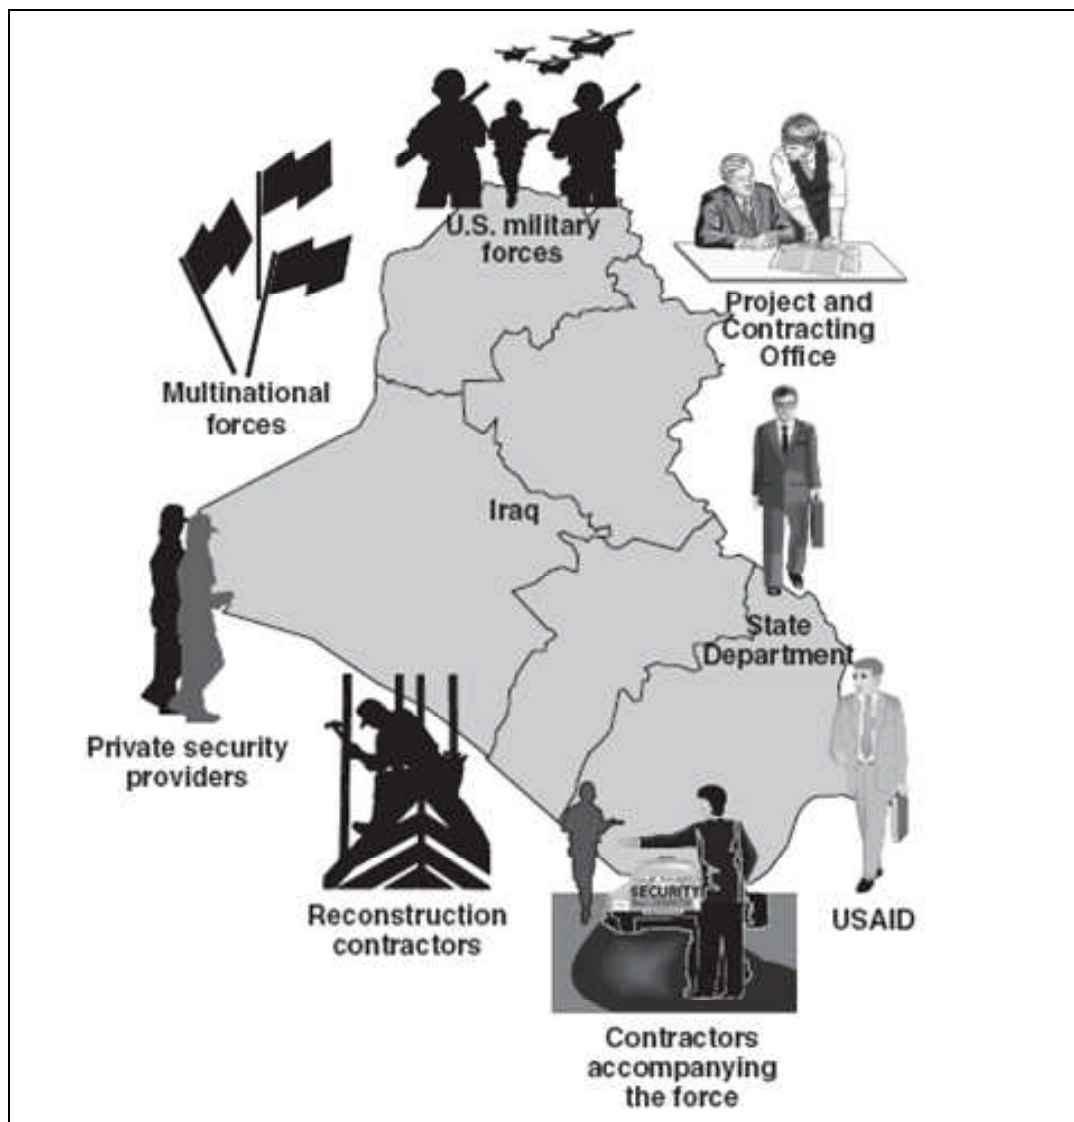 U.S. military
forces
Project and
Contracting
Office
Multinational
forces
Iraq
State
Department
Private security
providers
SECURITY
Reconstruction
contractors
USAID
Contractors
accompanying
the force